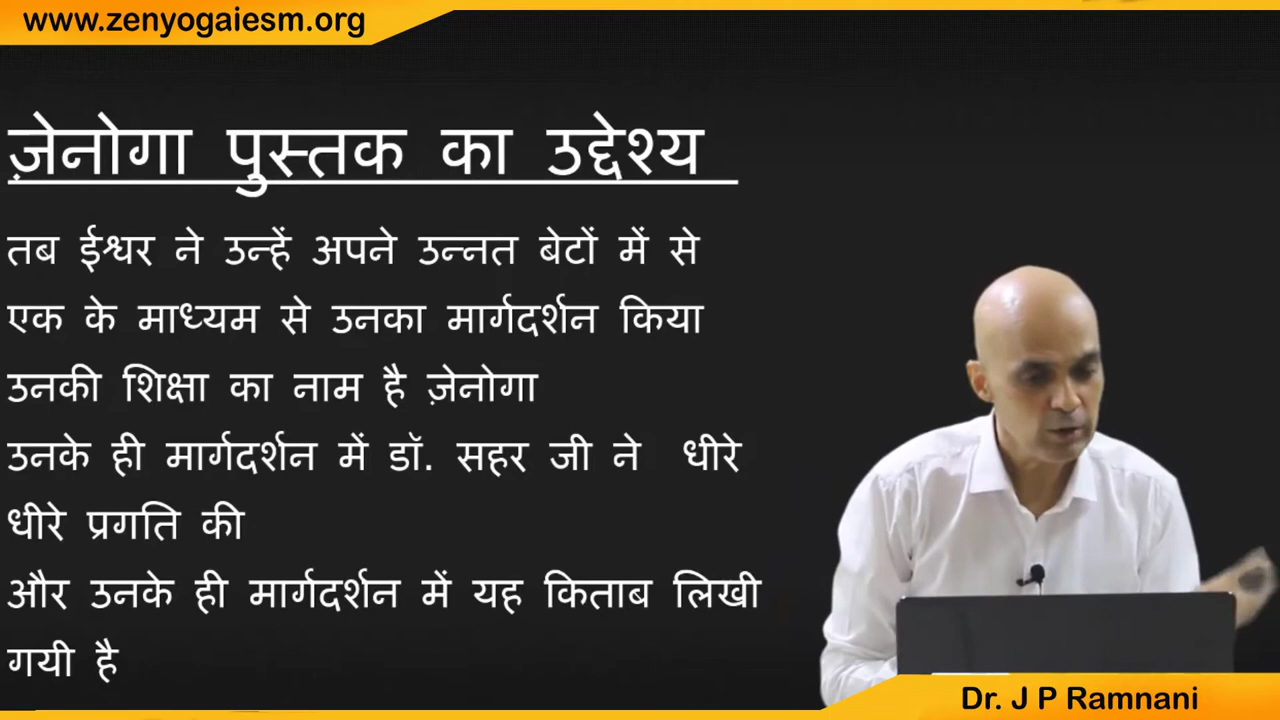 www.zenyogaiesm.org
ज़ेनोगा पुस्तक का उद्देश्य
तब ईश्वर ने उन्हें अपने उन्नत बेटों में से
एक के माध्यम से उनका मार्गदर्शन किया
उनकी शिक्षा का नाम है ज़ेनोगा
उनके ही मार्गदर्शन में डॉ. सहर जी ने धीरे
धीरे प्रगति की
और उनके ही मार्गदर्शन में यह किताब लिखी
गयी है
Dr. J P Ramnani